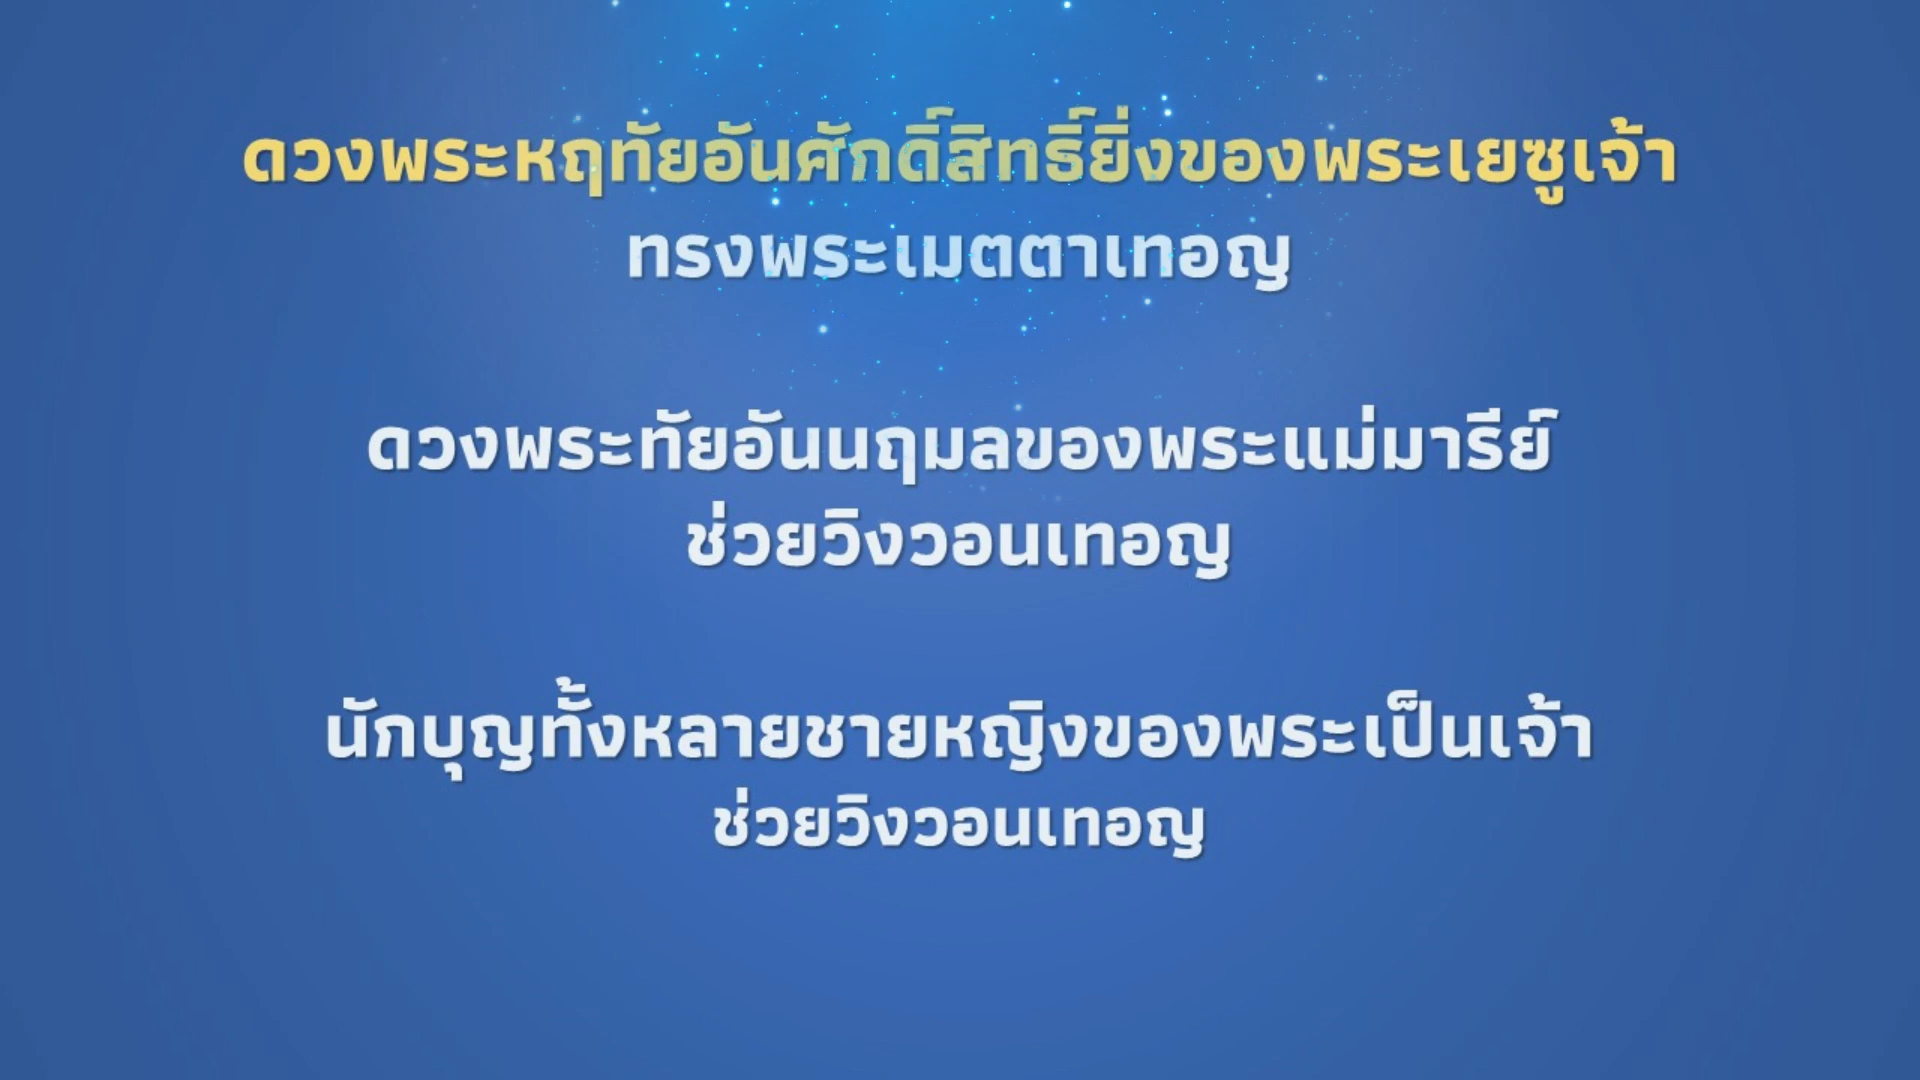 ดวงพระหฤทัยอันศักดิ์สิทธิ์ยิ่งของพระเยซูเจ้า
ทรงพระเมตตาเทอญ
ดวงพระทัยอันนฤมลของพระแม่มารีย์
ช่วยวิงวอนเทอญ
นักบุญทั้งหลายชายหญิงของพระเป็นเจ้า
ช่วยวิงวอนเทอญ